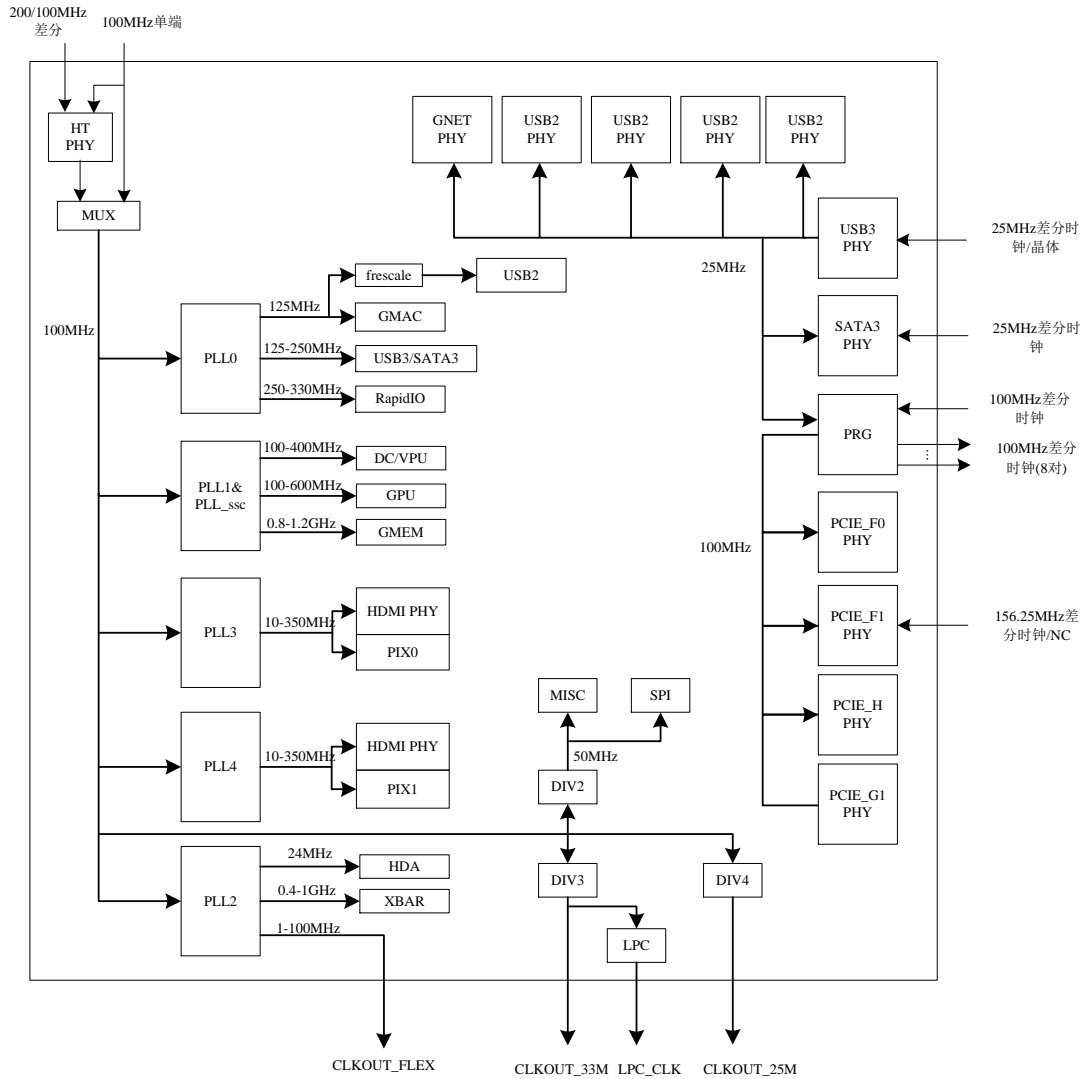 200/100MHz
差分
100MHz单端
HT
PHY
MUX
GNET
PHY
USB2
PHY
USB2
PHY
USB2
PHY
USB2
PHY
USB3
PHY
25MHz差分时
钟/晶体
25MHz
SATA3
PHY
25MHz差分时
钟
PRG
100MHz差分
时钟
...
100MHz差分
时钟(8对)
100MHz
PCIE_F0
PHY
PCIE_F1
PHY
156.25MHz差
分时钟/NC
PCIE_H
PHY
PCIE_G1
PHY
100MHz
PLL0
125MHz
frescale
USB2
GMAC
125-250MHz
USB3/SATA3
250-330MHz
RapidIO
PLL1&
PLL_ssc
100-400MHz
DC/VPU
100-600MHz
GPU
0.8-1.2GHz
GMEM
PLL3
10-350MHz
HDMI PHY
PIX0
PLL4
10-350MHz
HDMI PHY
PIX1
MISC
SPI
50MHz
DIV2
DIV3
DIV4
LPC
PLL2
24MHz
HDA
0.4-1GHz
XBAR
1-100MHz
CLKOUT_FLEX
CLKOUT_33M
LPC_CLK
CLKOUT_25M